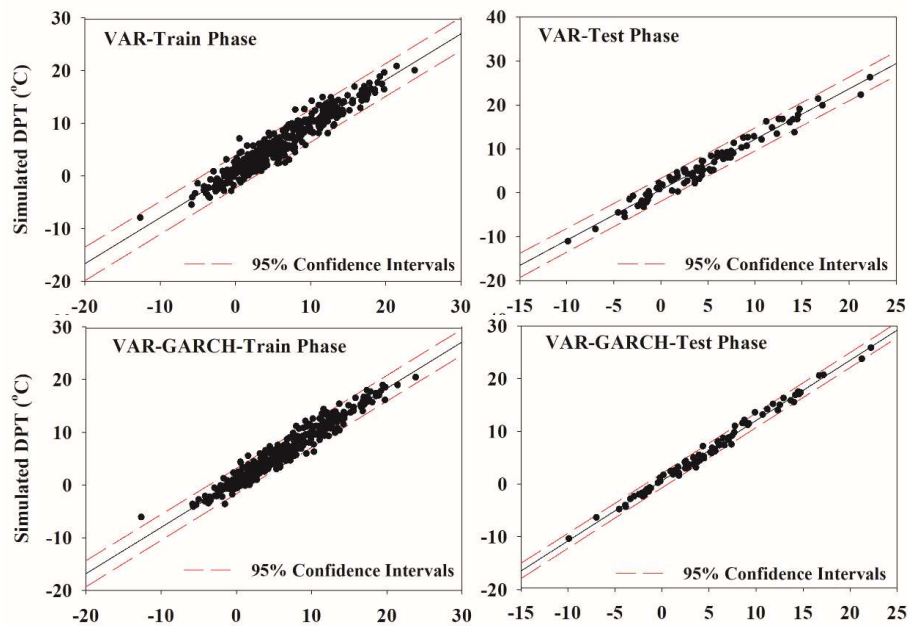 30
20
10
0
-10
-20
Simulated DPT (°C)
VAR-Train Phase
95% Confidence Intervals
-20 -10 0 10 20 30
40
30
20
10
0
-10
-20
VAR-Test Phase
95% Confidence Intervals
-15 -10 -5 0 5 10 15 20 25
30
20
10
0
-10
-20
Simulated DPT (°C)
VAR-GARCH-Train Phase
95% Confidence Intervals
-20 -10 0 10 20 30
30
20
10
0
-10
-20
VAR-GARCH-Test Phase
95% Confidence Intervals
-15 -10 -5 0 5 10 15 20 25